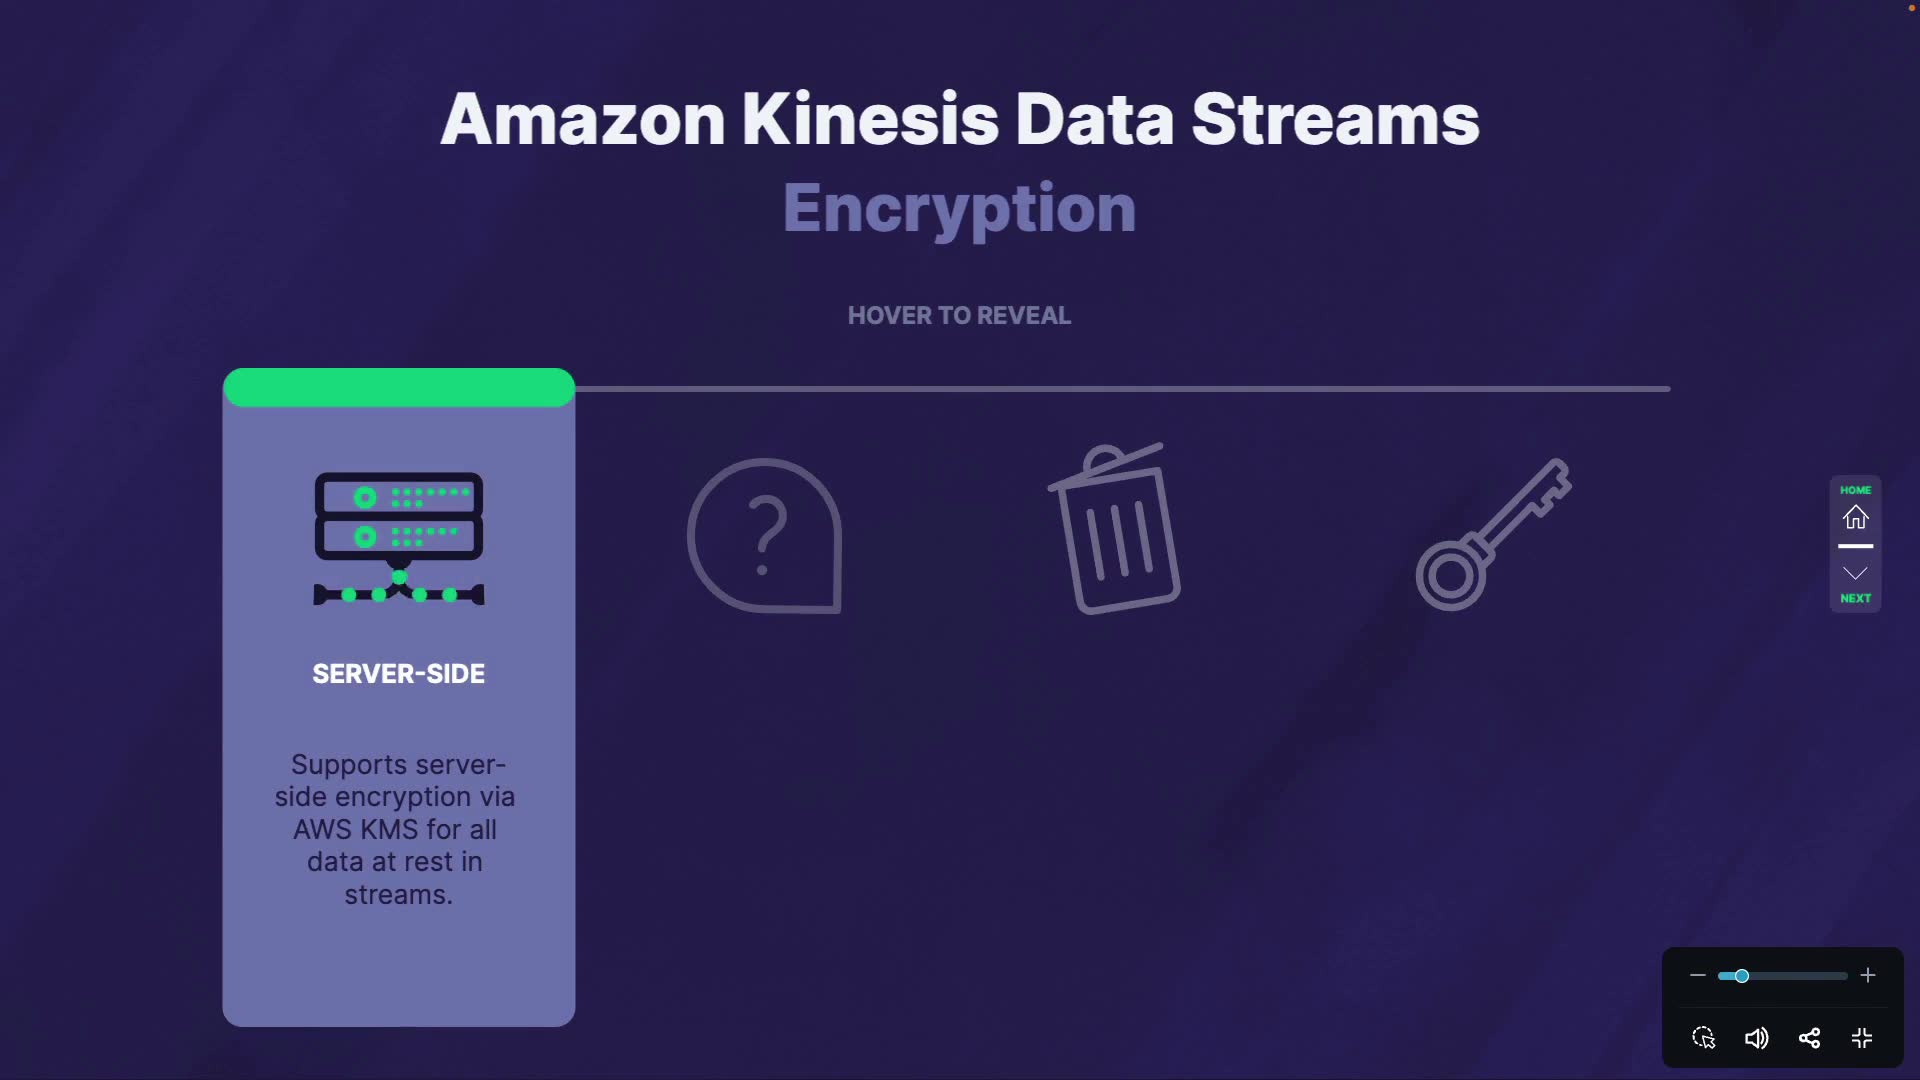 Amazon Kinesis Data Streams
Encryption
HOVER TO REVEAL
SERVER-SIDE
Supports server-
side encryption via
AWS KMS for all
data at rest in
streams.
?
HOME
NEXT